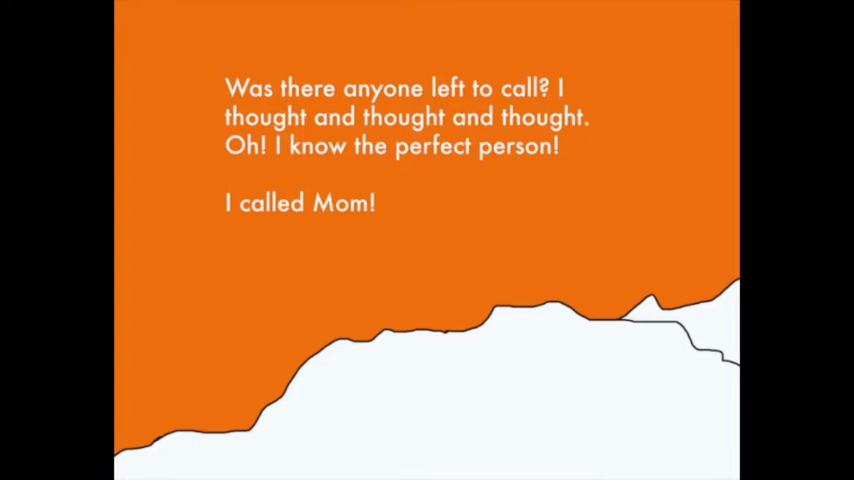 Was there anyone left to call? I
thought and thought and thought.
Oh! I know the perfect person!
I called Mom!